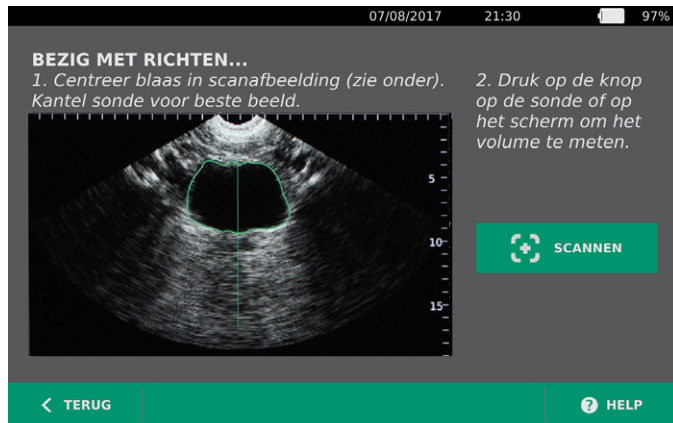 07/08/2017 21:30 97%
BEZIG MET RICHTEN...
1. Centreer blaas in scanafbeelding (zie onder).
Kantel sonde voor beste beeld.
2. Druk op de knop
op de sonde of op
het scherm om het
volume te meten.
5
10
15
SCANNEN
TERUG
? HELP